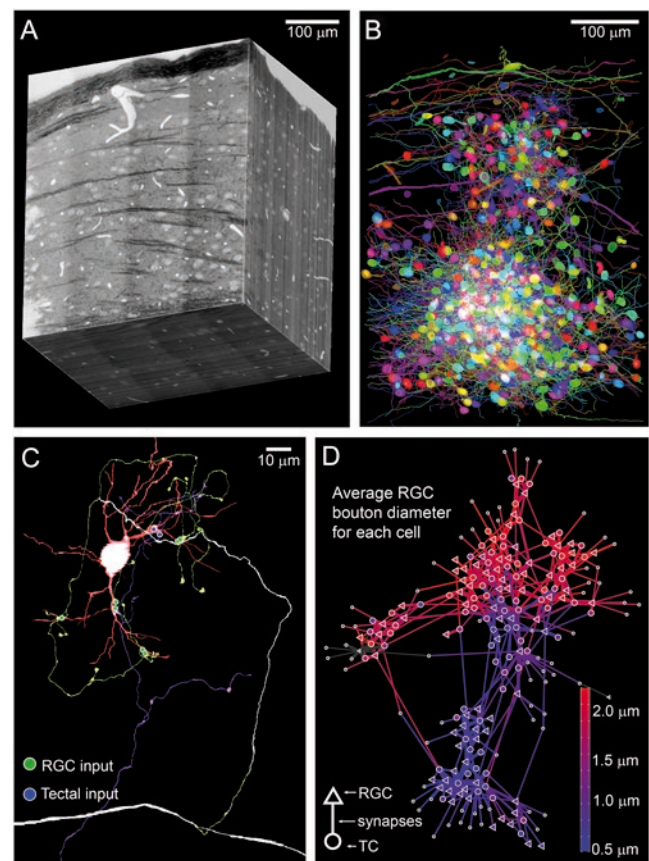 A
100 µm
B
100 µm
C
10 µm
RGC input
Tectal input
D
Average RGC
bouton diameter
for each cell
2.0 µm
1.5 µm
1.0 µm
0.5 µm
RGC
synapses
TC